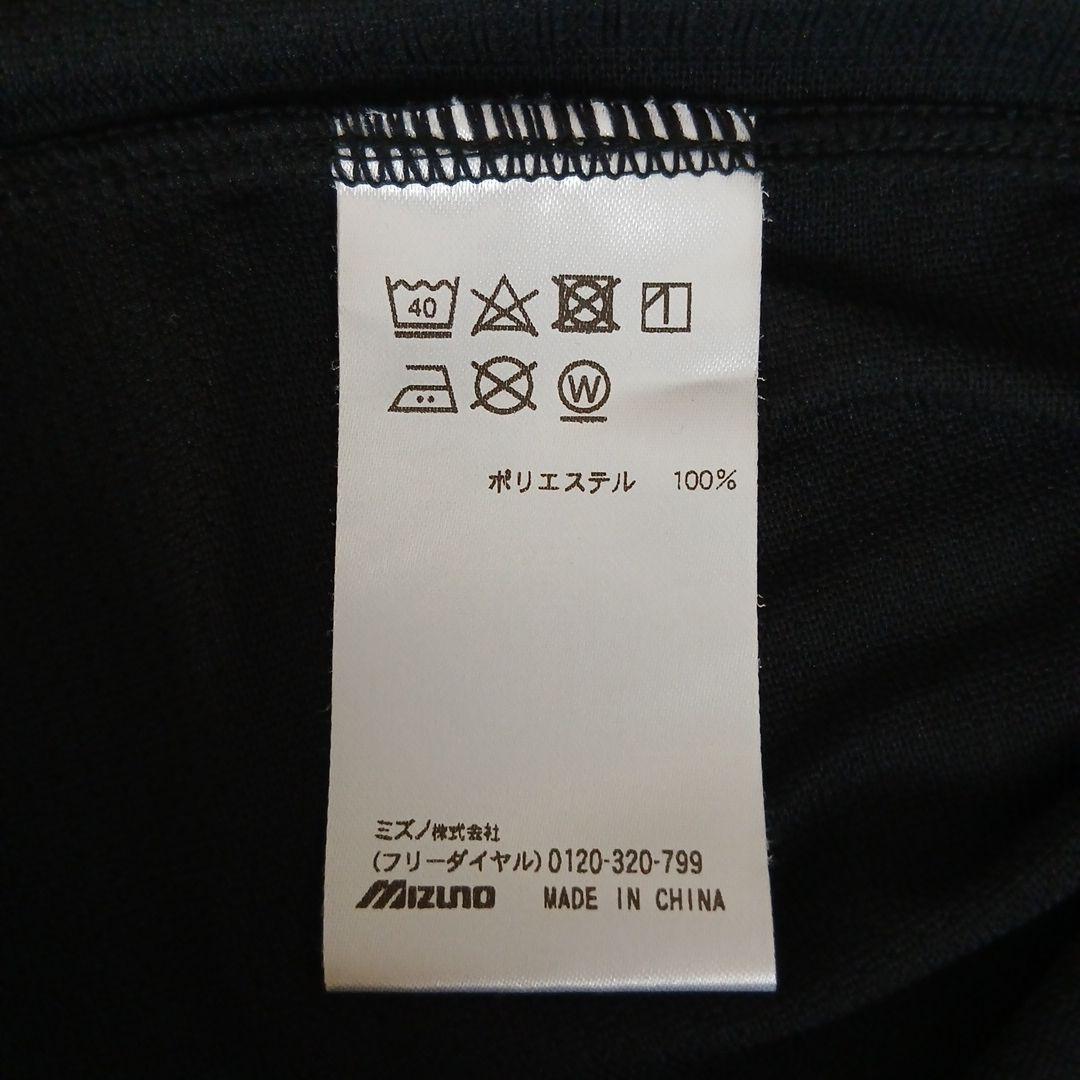 40
W
ポリエステル 100%
ミズノ株式会社
(フリーダイヤル)0120-320-799
MIZUNO MADE IN CHINA